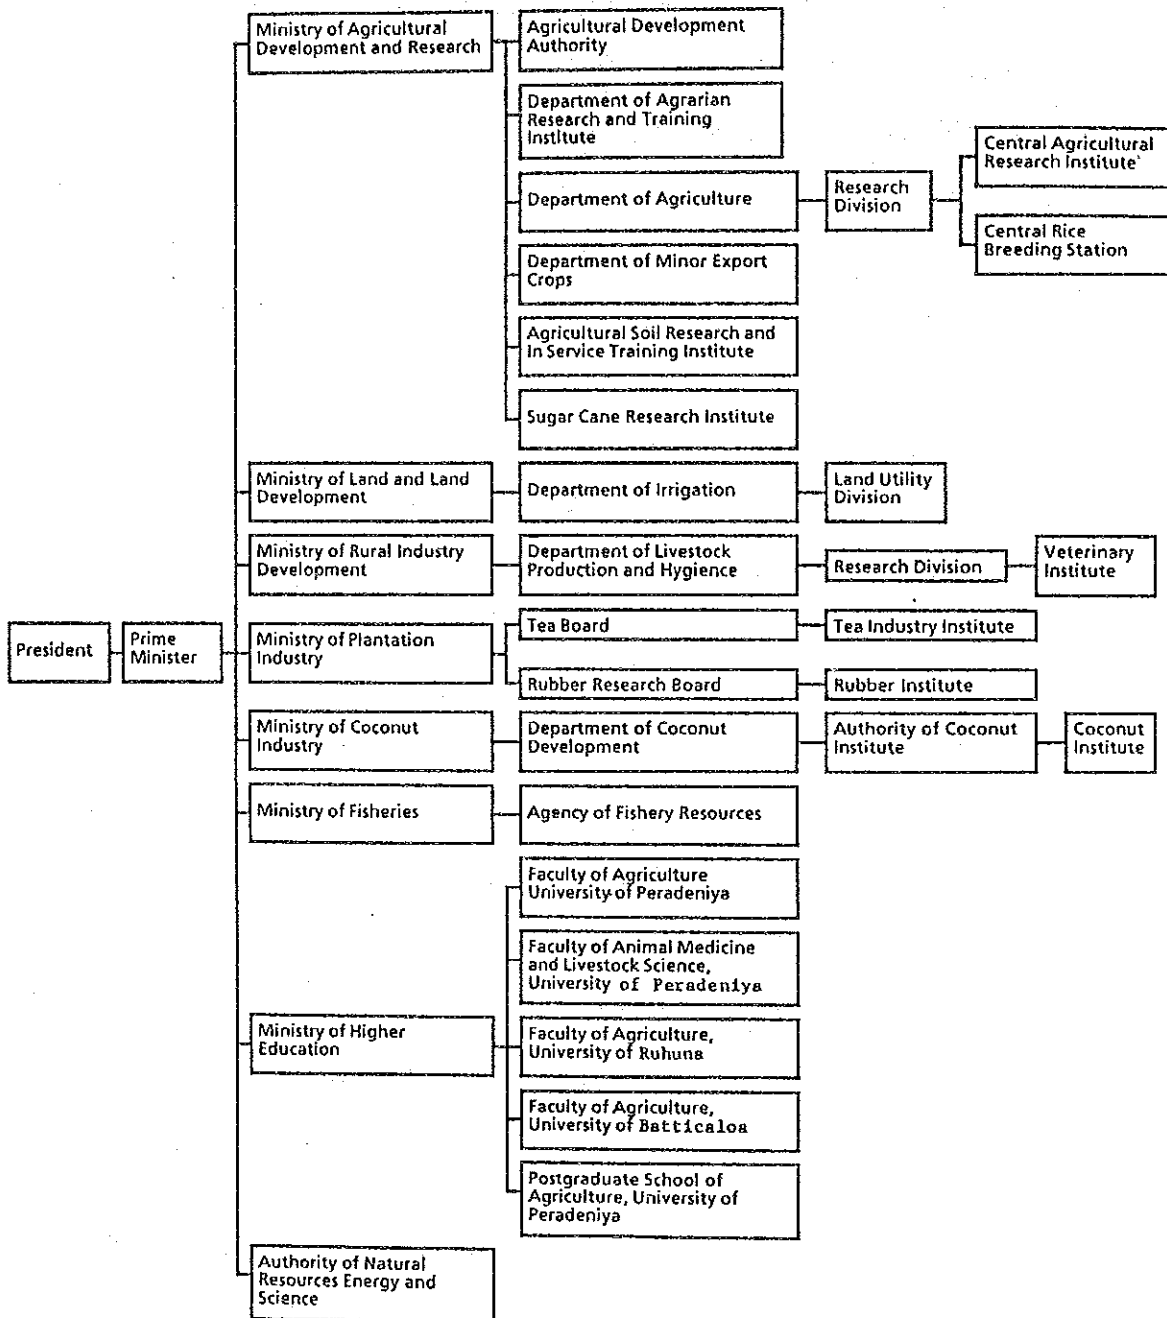 Ministry of Agricultural
Development and Research
Agricultural Development
Authority
Department of Agrarian
Research and Training
Institute
Department of Agriculture
Research
Division
Central Agricultural
Research Institute'
Central Rice
Breeding Station
Department of Minor Export
Crops
Agricultural Soil Research and
In Service Training Institute
Sugar Cane Research Institute
Ministry of Land and Land
Development
Department of Irrigation
Land Utility
Division
Ministry of Rural Industry
Development
Department of Livestock
Production and Hygience
Research Division
Veterinary
Institute
President
Prime
Minister
Ministry of Plantation
Industry
Tea Board
Tea Industry Institute
Rubber Research Board
Rubber Institute
Ministry of Coconut
Industry
Department of Coconut
Development
Authority of Coconut
Institute
Coconut
Institute
Ministry of Fisheries
Agency of Fishery Resources
Ministry of Higher
Education
Faculty of Agriculture
University of Peradeniya
Faculty of Animal Medicine
and Livestock Science,
University of Peradeniya
Faculty of Agriculture,
University of Ruhuna
Faculty of Agriculture,
University of Batticaloa
Postgraduate School of
Agriculture, University of
Peradeniya
Authority of Natural
Resources Energy and
Science